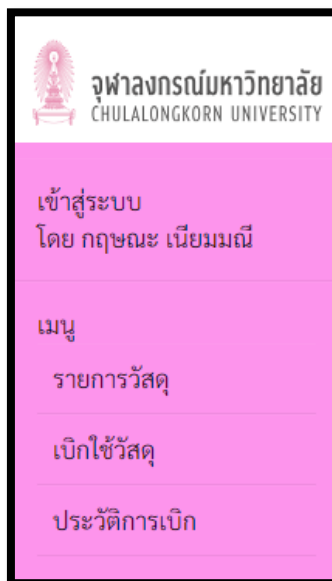 จุฬาลงกรณ์มหาวิทยาลัย
CHULALONGKORN UNIVERSITY
เข้าสู่ระบบ
โดย กฤษณะ เนียมมณี
เมนู
รายการวัสดุ
เบิกใช้วัสดุ
ประวัติการเบิก